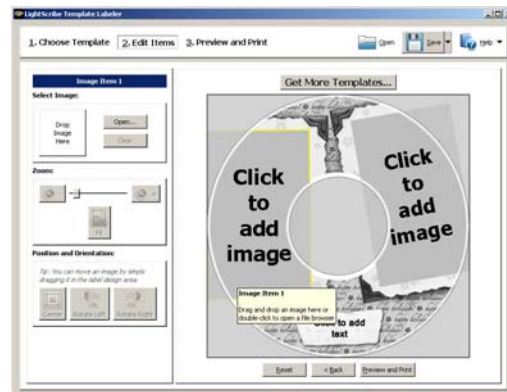 LightScribe Template Labeler
1. Choose Template 2. Edit Items 3. Preview and Print Open Save Help
Image Item 1
Select Image:
Drop
Image
Here
Open...
Clear
Zoom:
Fit
Position and Orientation:
Tip: You can move an image by simply
dragging it in the label design area.
Center Rotate Left Rotate Right
Get More Templates...
Click
to
add
image
Click
to
add
image
Image Item 1
Drag and drop an image here or
double-click to open a file browser
Click to add
text
Reset < Back Preview and Print